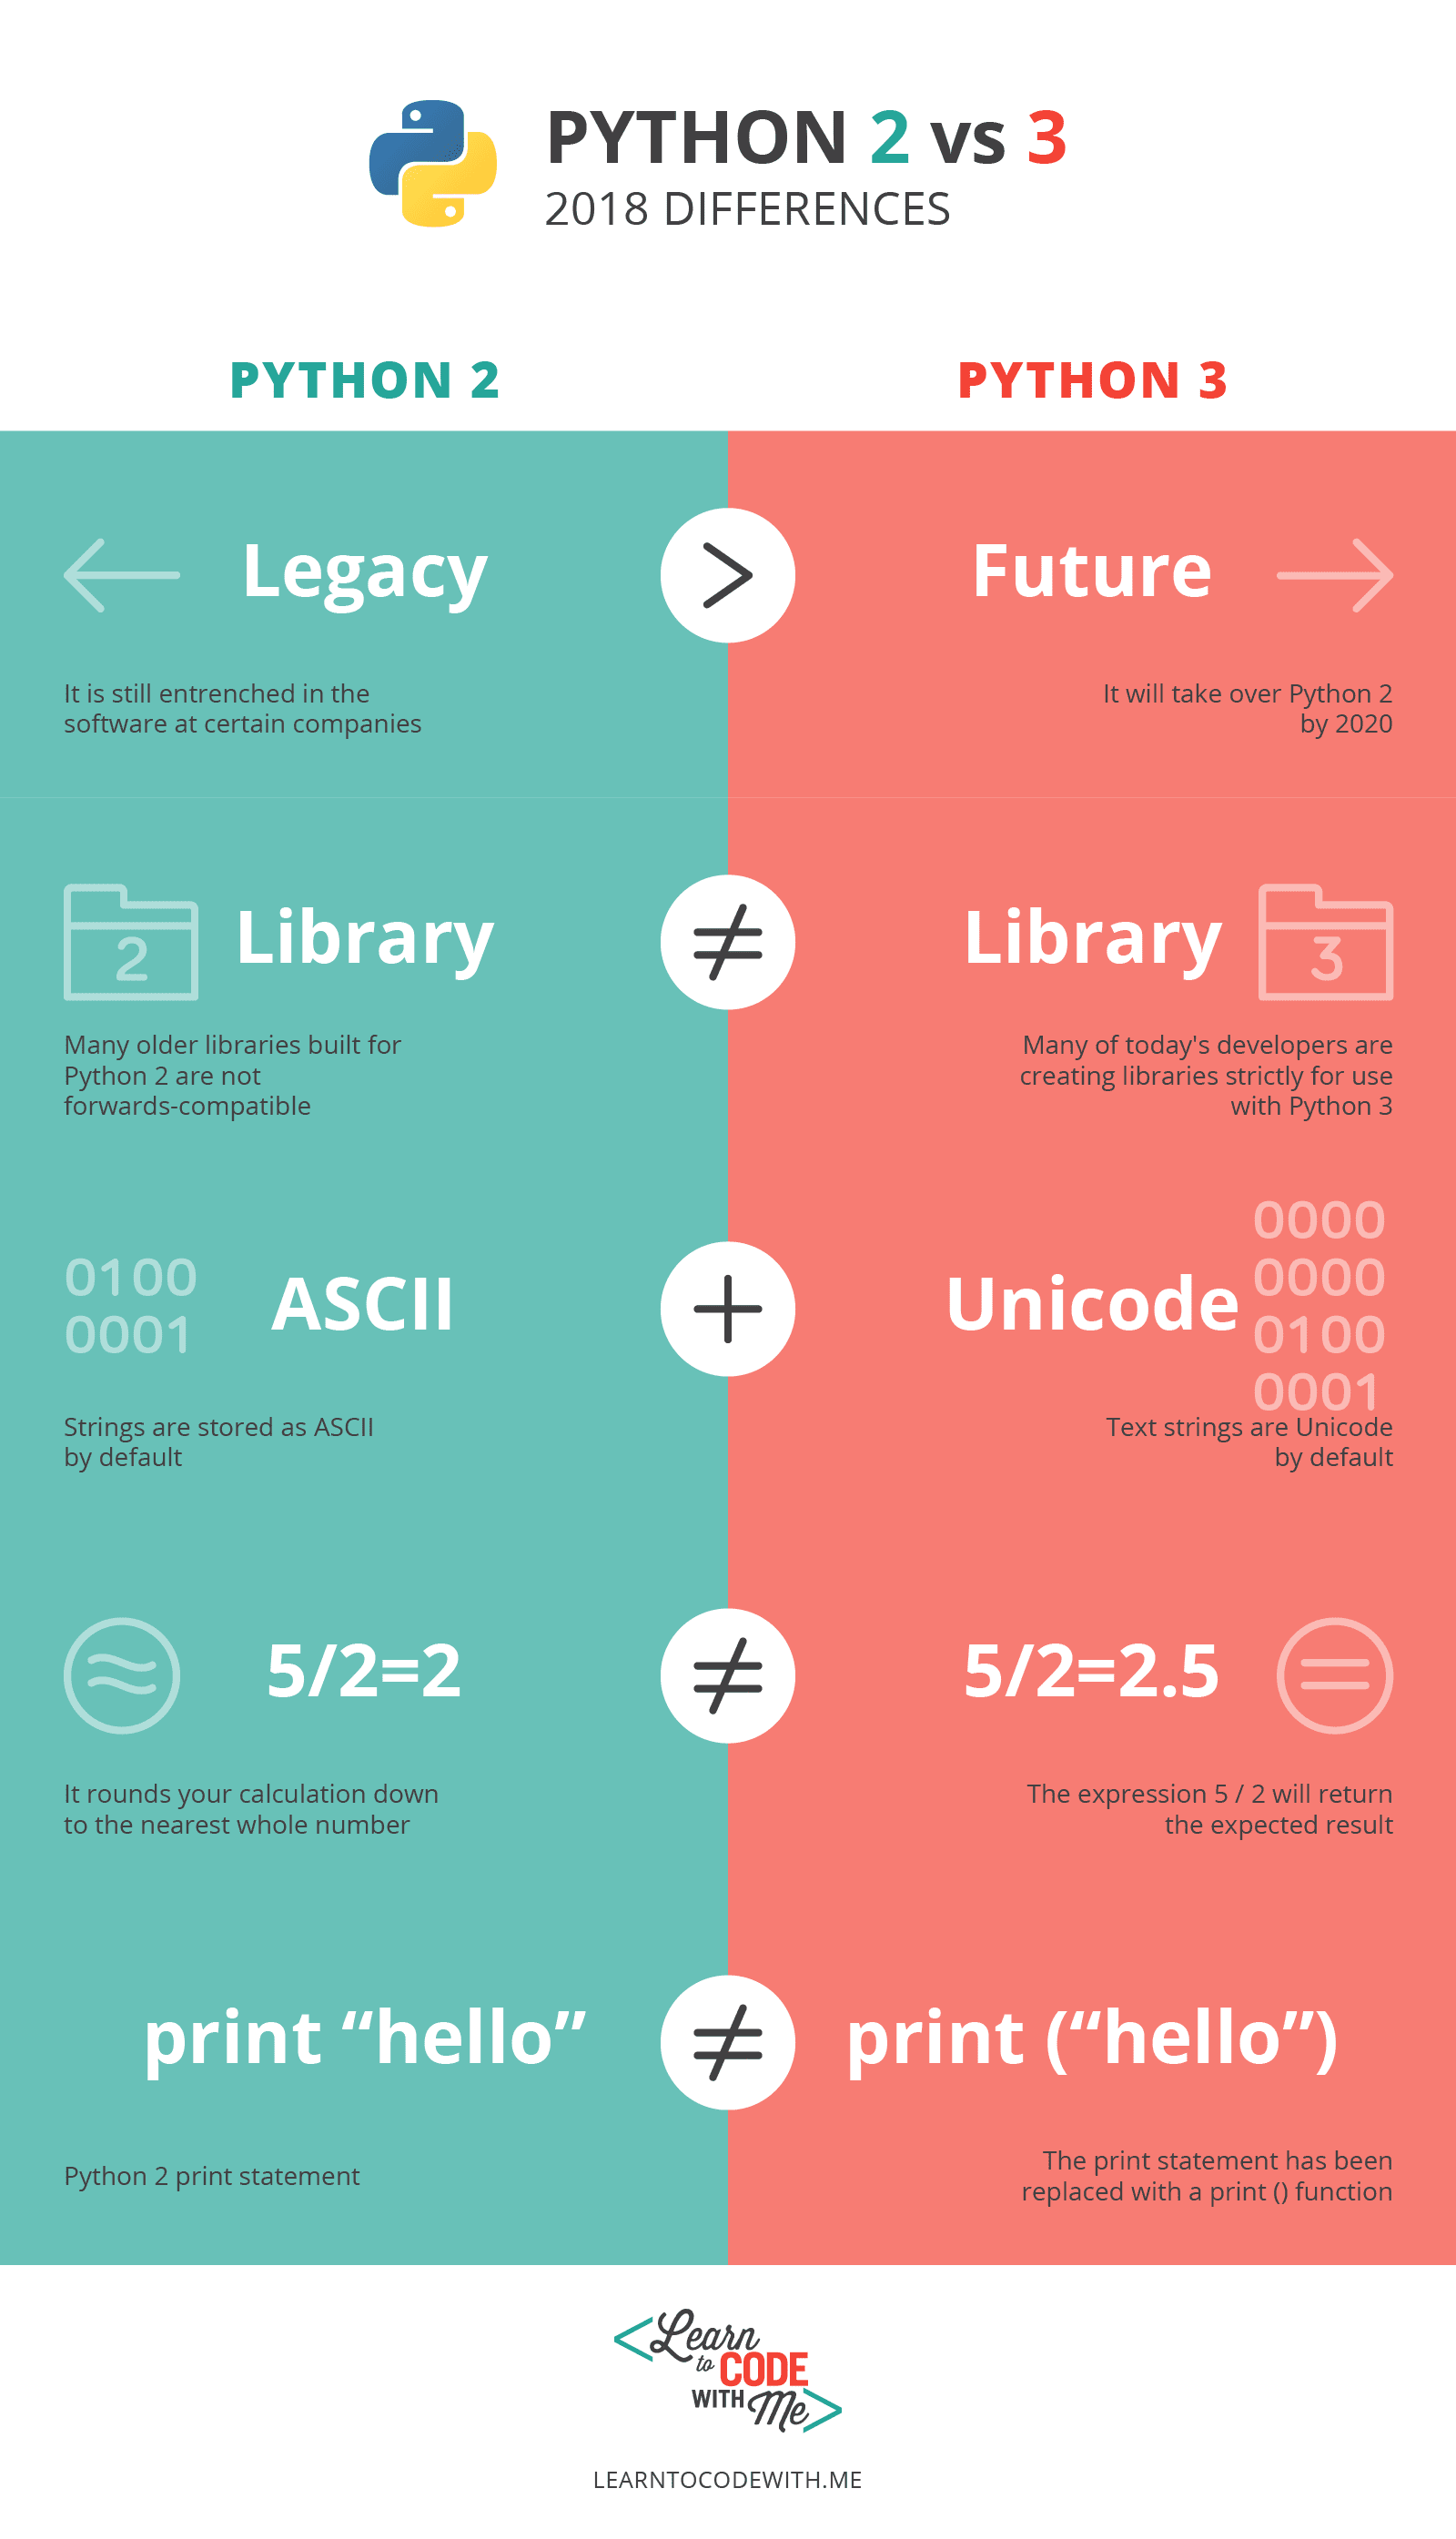 PYTHON 2 vs 3
2018 DIFFERENCES
PYTHON 2
PYTHON 3
Legacy
>
Future
It is still entrenched in the
software at certain companies
It will take over Python 2
by 2020
2
Library
≠
Library
3
Many older libraries built for
Python 2 are not
forwards-compatible
Many of today's developers are
creating libraries strictly for use
with Python 3
0100
0001
ASCII
+
Unicode
0000
0000
0100
0001
Strings are stored as ASCII
by default
Text strings are Unicode
by default
≈
5/2=2
≠
5/2=2.5
=
It rounds your calculation down
to the nearest whole number
The expression 5 / 2 will return
the expected result
print “hello”
≠
print (“hello”)
Python 2 print statement
The print statement has been
replaced with a print () function
<Learn
to CODE
WITH Me>
LEARNTOCODEWITH.ME